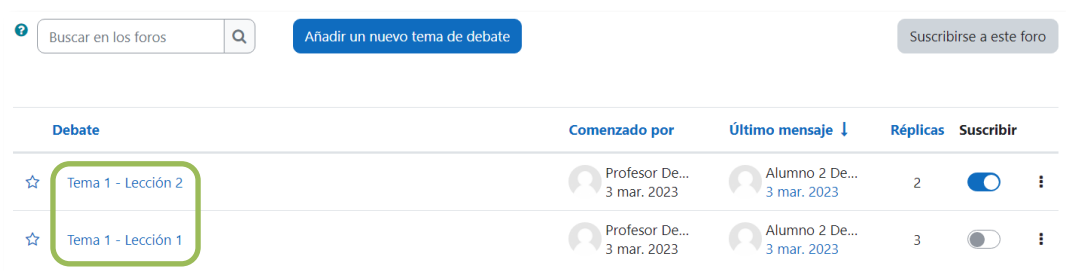 Buscar en los foros
Añadir un nuevo tema de debate
Suscribirse a este foro
Debate Comenzado por Último mensaje Réplicas Suscribir
Tema 1 - Lección 2 Profesor De... Alumno 2 De... 2
3 mar. 2023 3 mar. 2023
Tema 1 - Lección 1 Profesor De... Alumno 2 De... 3
3 mar. 2023 3 mar. 2023